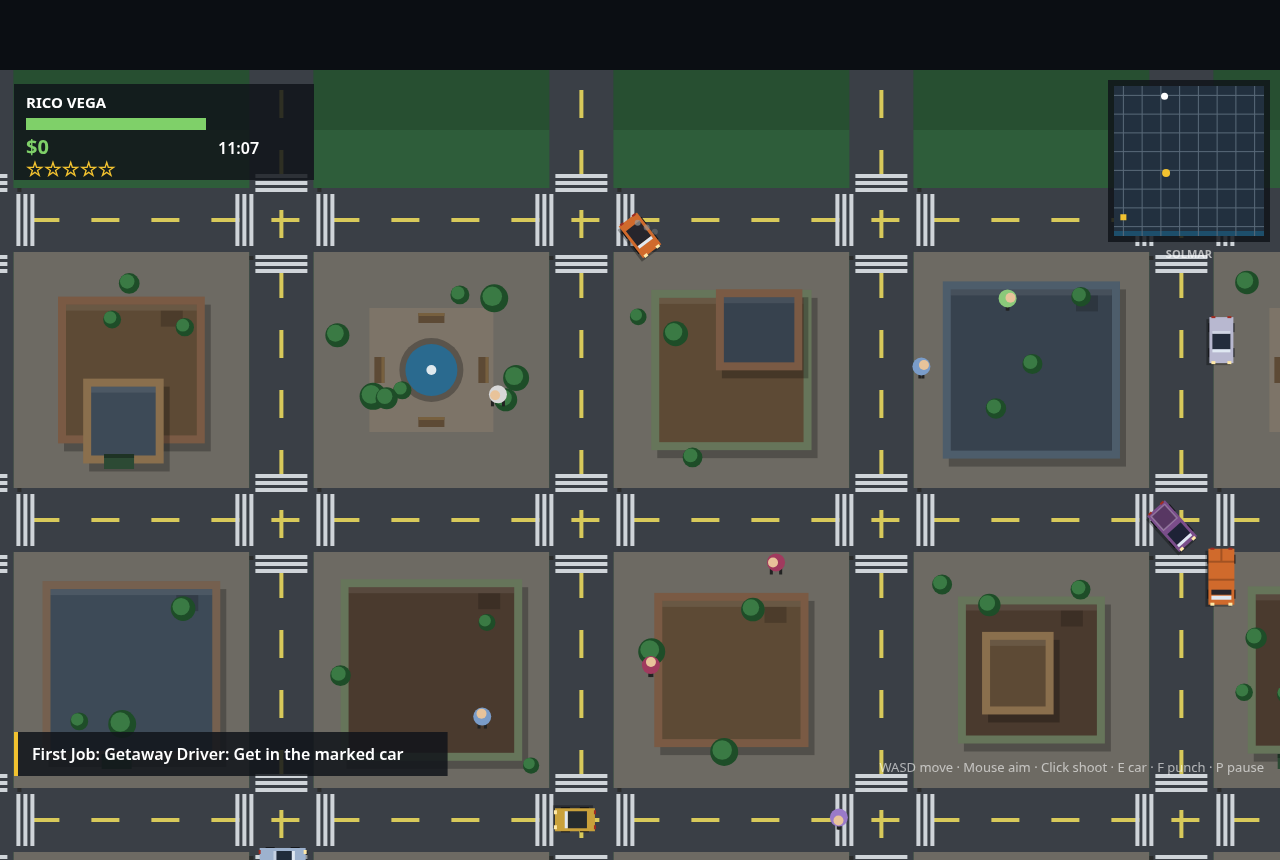 RICO VEGA
$0 11:07
☆☆☆☆☆
SOLMAR
First Job: Getaway Driver: Get in the marked car
WASD move · Mouse aim · Click shoot · E car · F punch · P pause